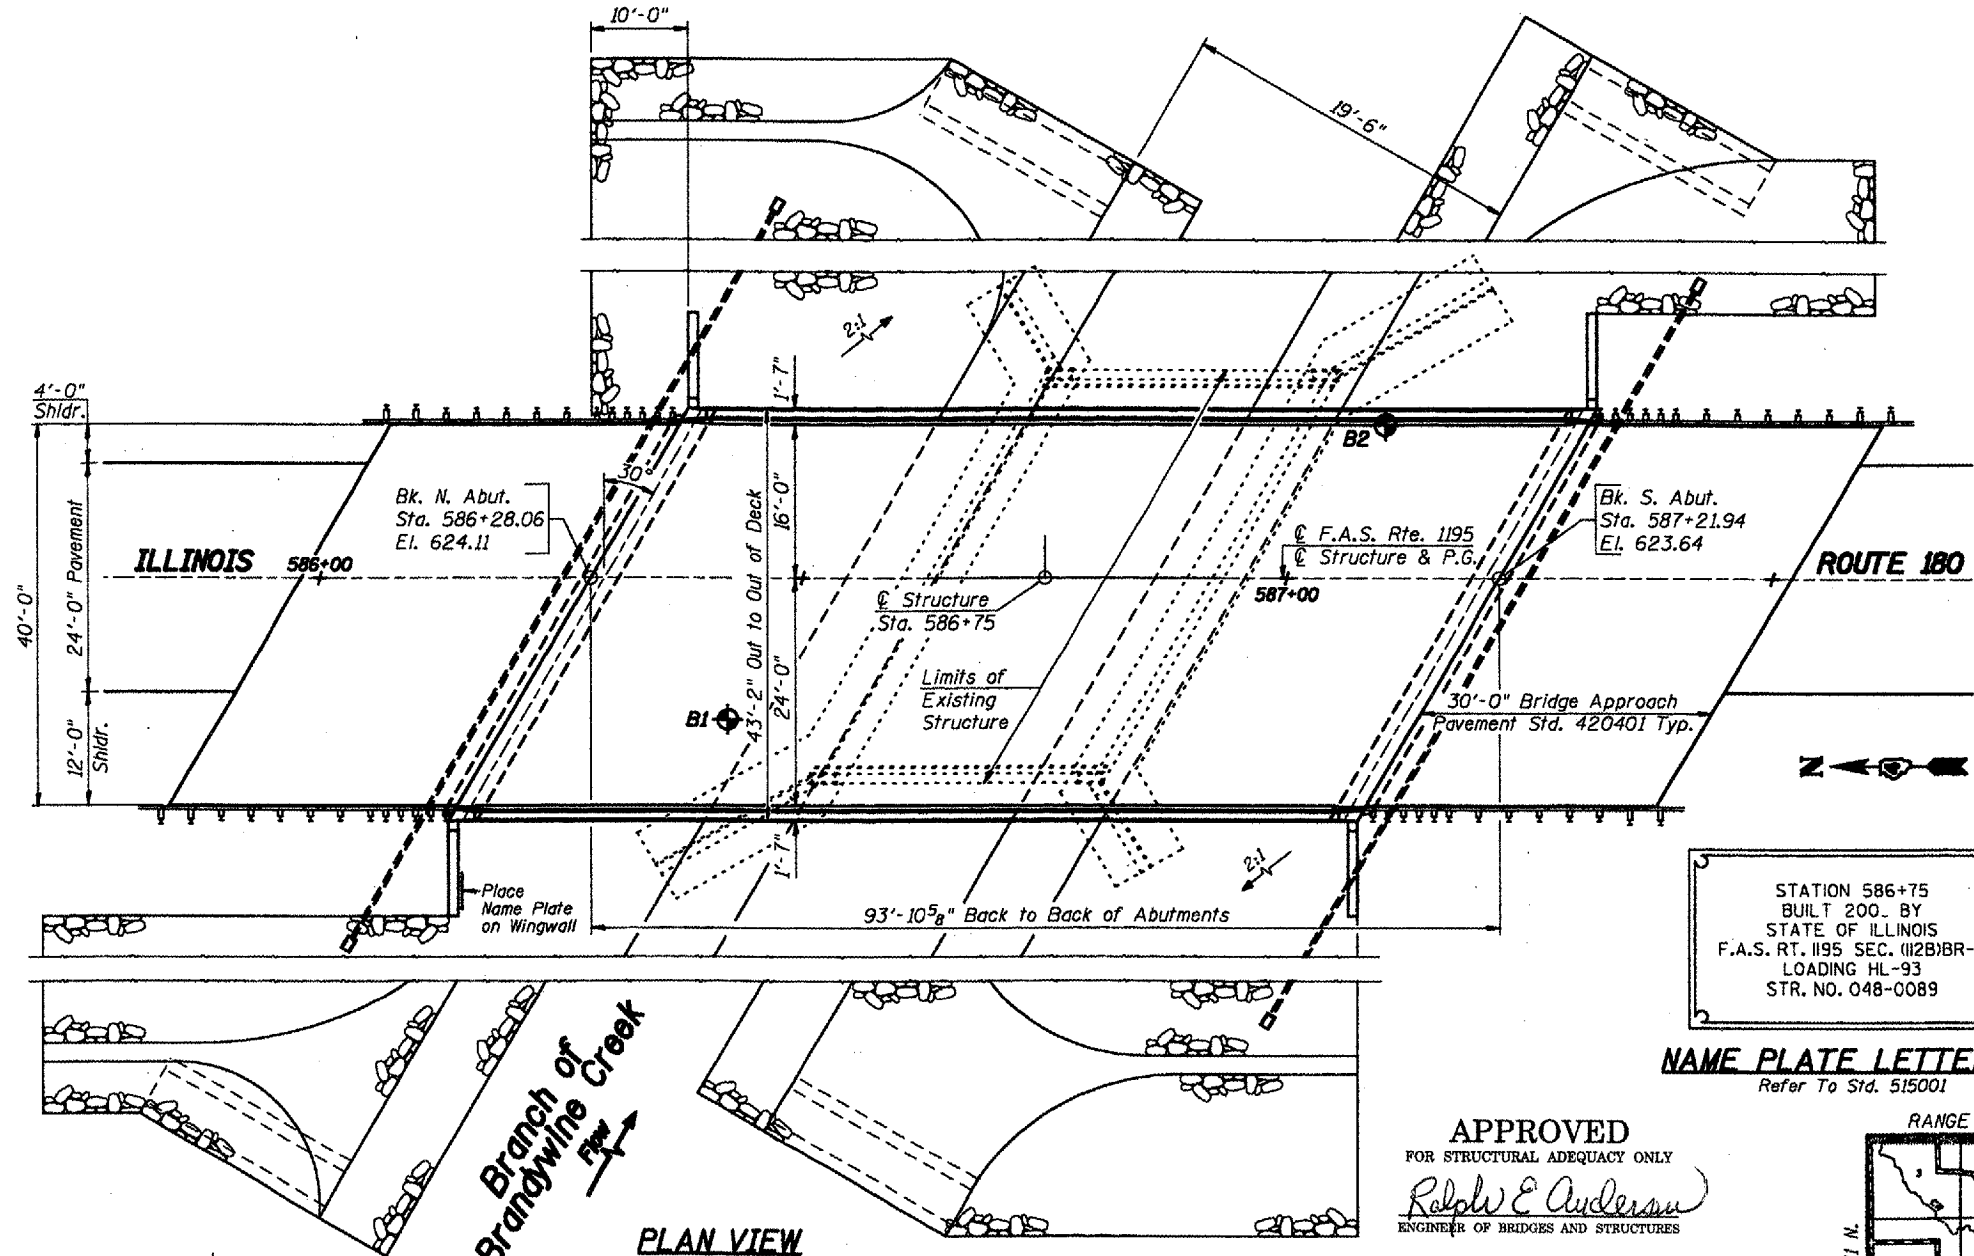 10'-0"
19'-6"
2:1
1'-7"
4'-0"
Shldr.
B2
30°
Bk. N. Abut.
Sta. 586+28.06
El. 624.11
16'-0"
Bk. S. Abut.
Sta. 587+21.94
El. 623.64
℄ F.A.S. Rte. 1195
℄ Structure & P.G.
24'-0" Pavement
40'-0"
ILLINOIS
586+00
43'-2" Out to Out of Deck
ROUTE 180
℄ Structure
Sta. 586+75
587+00
Limits of
Existing
Structure
24'-0"
B1
30'-0" Bridge Approach
Pavement Std. 420401 Typ.
12'-0"
Shldr.
N
1'-7"
2:1
Place
Name Plate
on Wingwall
93'-10⅝" Back to Back of Abutments
STATION 586+75
BUILT 200_ BY
STATE OF ILLINOIS
F.A.S. RT. 1195 SEC. (112B)BR-
LOADING HL-93
STR. NO. 048-0089
NAME PLATE LETTE
Refer To Std. 515001
Branch of
Brandywine Creek
Flow
RANGE
APPROVED
FOR STRUCTURAL ADEQUACY ONLY
Ralph E Anderson
ENGINEER OF BRIDGES AND STRUCTURES
PLAN VIEW